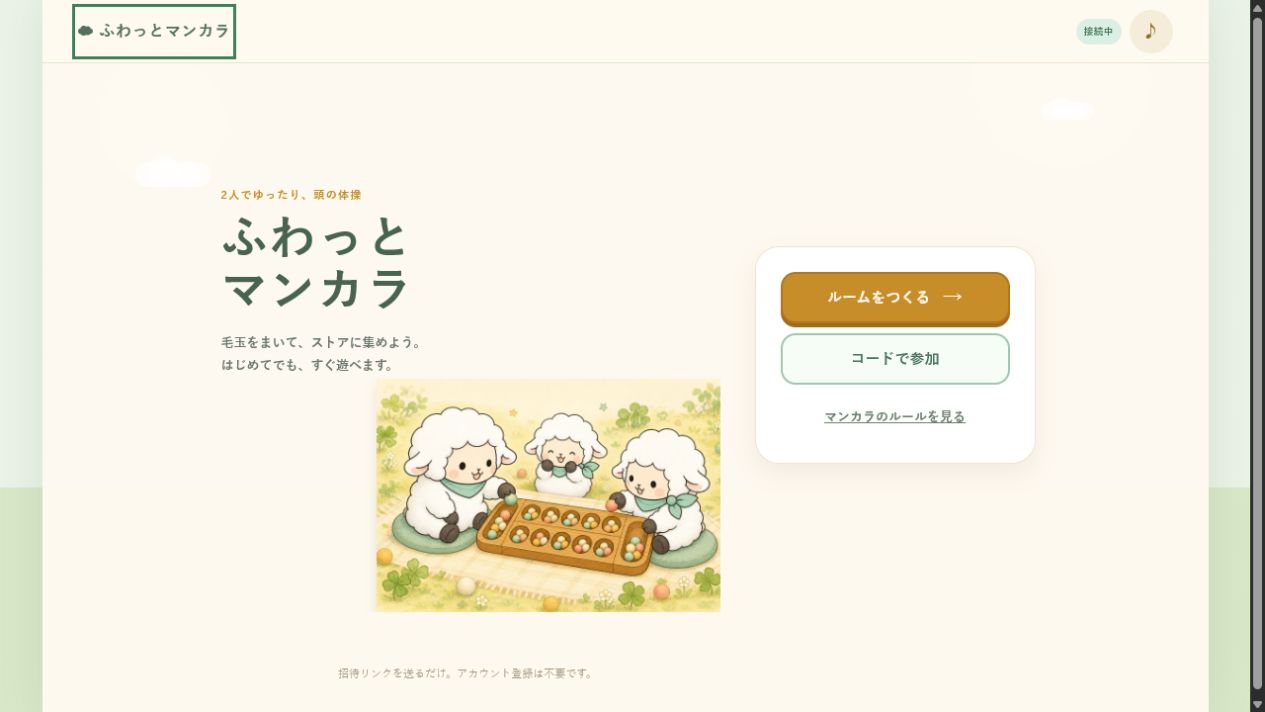 ふわっとマンカラ
接続中
♪
2人でゆったり、頭の体操
ふわっと
マンカラ
毛玉をまいて、ストアに集めよう。
はじめてでも、すぐ遊べます。
ルームをつくる →
コードで参加
マンカラのルールを見る
招待リンクを送るだけ。アカウント登録は不要です。